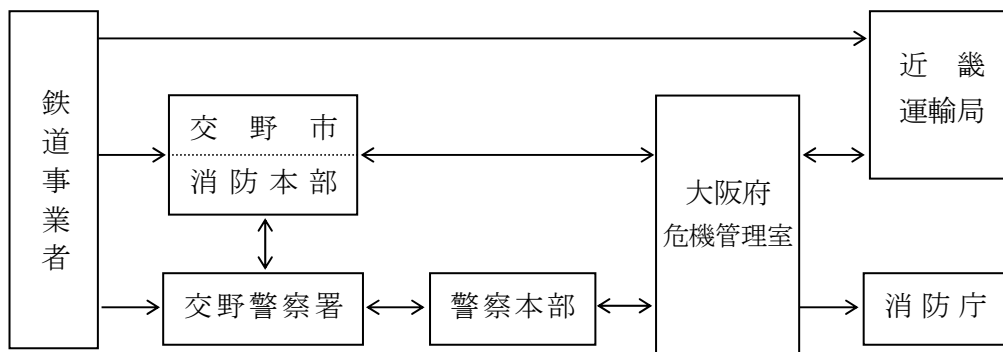 鉄道事業者
近畿
運輸局
交野市
消防本部
大阪府
危機管理室
交野警察署
警察本部
消防庁